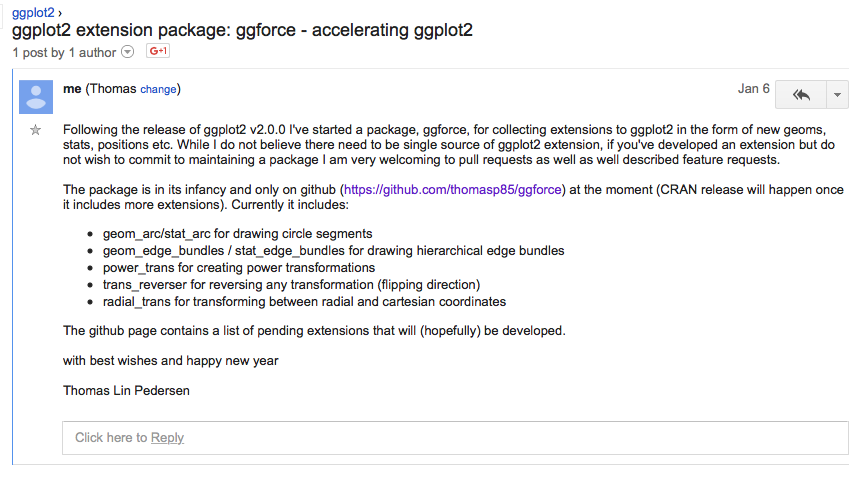 ggplot2 ›
ggplot2 extension package: ggforce - accelerating ggplot2
1 post by 1 author
G+1
me (Thomas change)
Jan 6
Following the release of ggplot2 v2.0.0 I've started a package, ggforce, for collecting extensions to ggplot2 in the form of new geoms,
stats, positions etc. While I do not believe there need to be single source of ggplot2 extension, if you've developed an extension but do
not wish to commit to maintaining a package I am very welcoming to pull requests as well as well described feature requests.
The package is in its infancy and only on github (https://github.com/thomasp85/ggforce) at the moment (CRAN release will happen once
it includes more extensions). Currently it includes:
• geom_arc/stat_arc for drawing circle segments
• geom_edge_bundles / stat_edge_bundles for drawing hierarchical edge bundles
• power_trans for creating power transformations
• trans_reverser for reversing any transformation (flipping direction)
• radial_trans for transforming between radial and cartesian coordinates
The github page contains a list of pending extensions that will (hopefully) be developed.
with best wishes and happy new year
Thomas Lin Pedersen
Click here to Reply